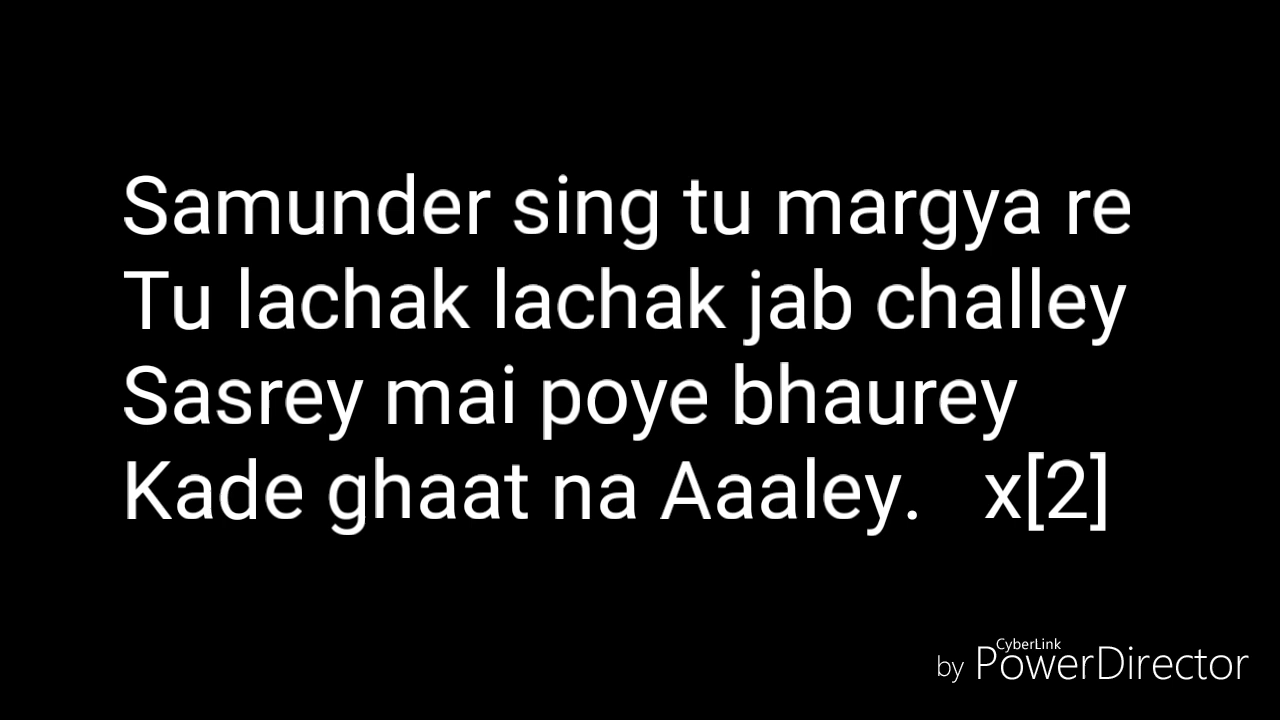 Samunder sing tu margya re
Tu lachak lachak jab challey
Sasrey mai poye bhaurey
Kade ghaat na Aaaley.   x[2]
CyberLink
by PowerDirector